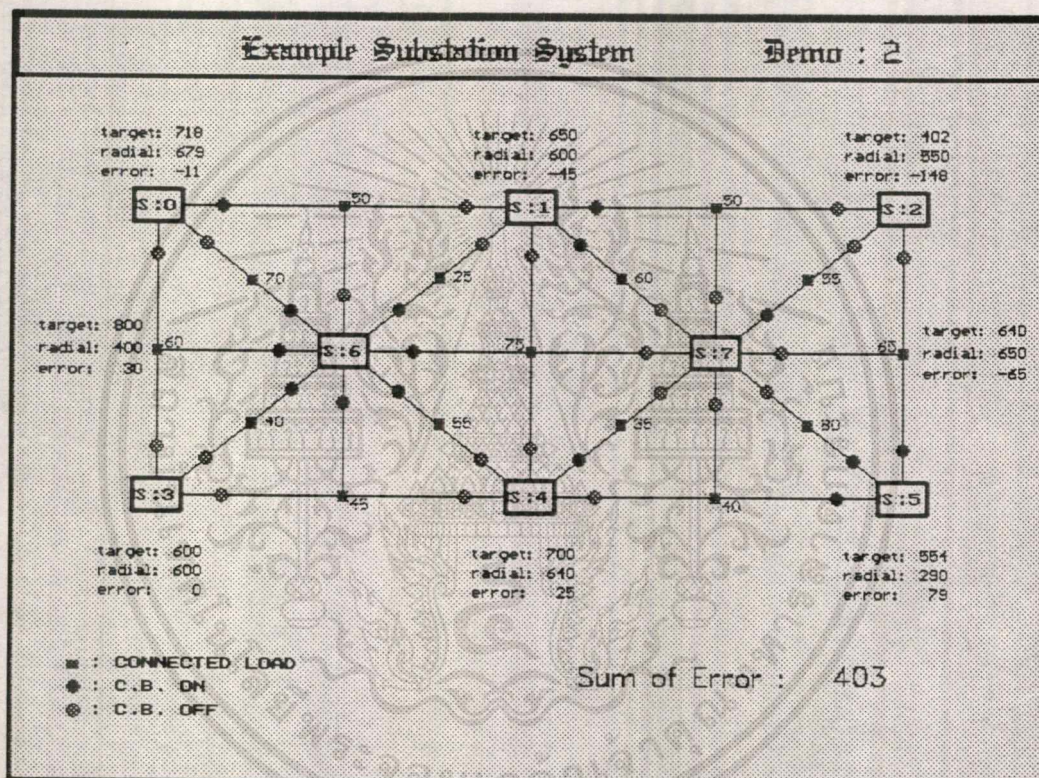 Example Substation System Demo : 2
target: 718
radial: 679
error: -11
target: 650
radial: 600
error: -45
target: 402
radial: 550
error: -148
S:0
50
S:1
50
S:2
70
25
60
55
target: 800
radial: 400
error: 30
60
S:6
75
S:7
65
target: 640
radial: 650
error: -65
40
55
35
80
S:3
45
S:4
40
S:5
target: 600
radial: 600
error: 0
target: 700
radial: 640
error: 25
target: 554
radial: 290
error: 79
: CONNECTED LOAD
: C.B. ON
: C.B. OFF
Sum of Error : 403